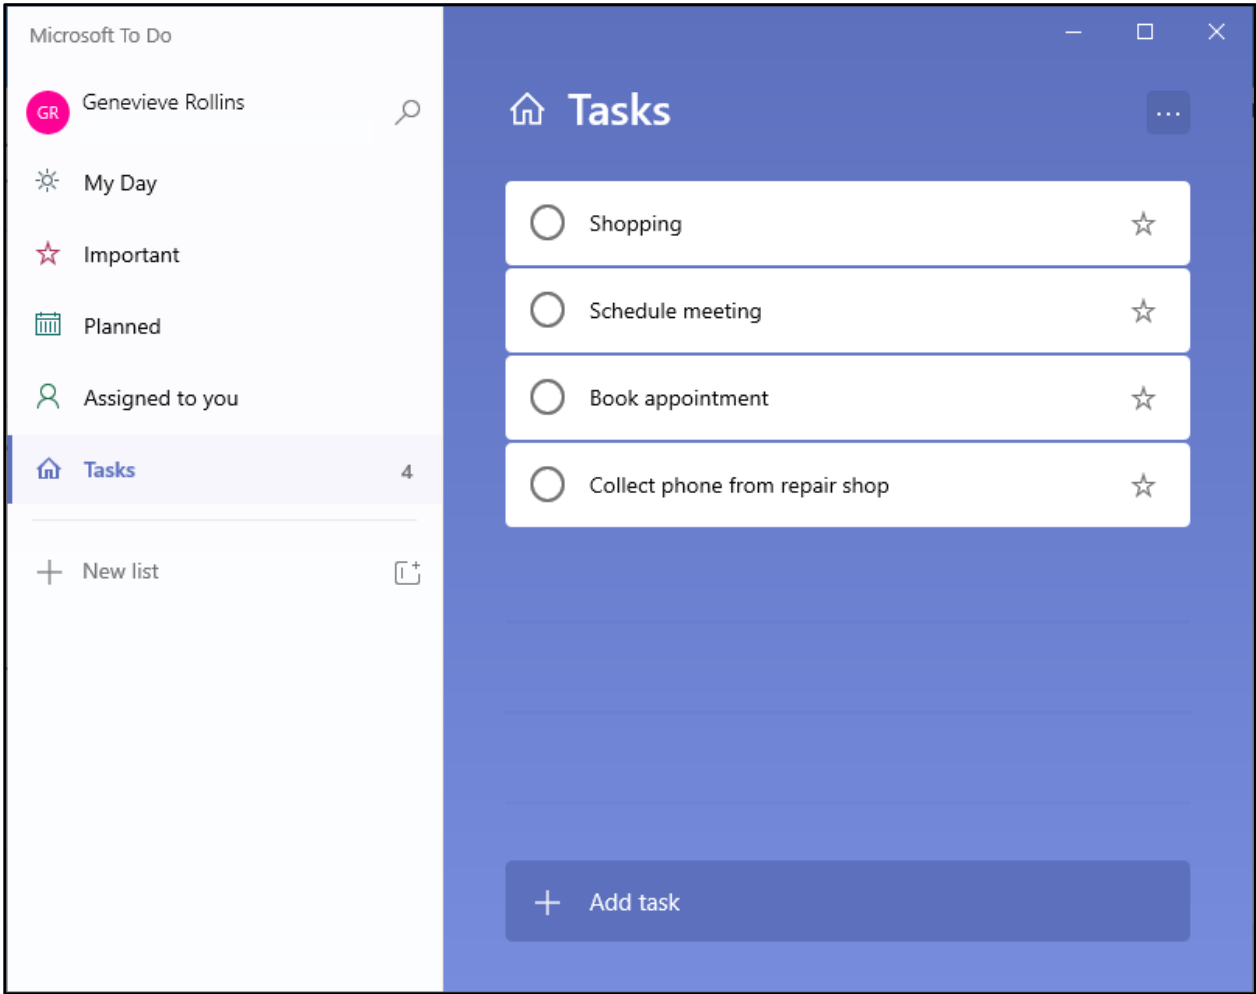 Microsoft To Do
GR
Genevieve Rollins
My Day
Important
Planned
Assigned to you
Tasks 4
New list
Tasks
Shopping
Schedule meeting
Book appointment
Collect phone from repair shop
Add task